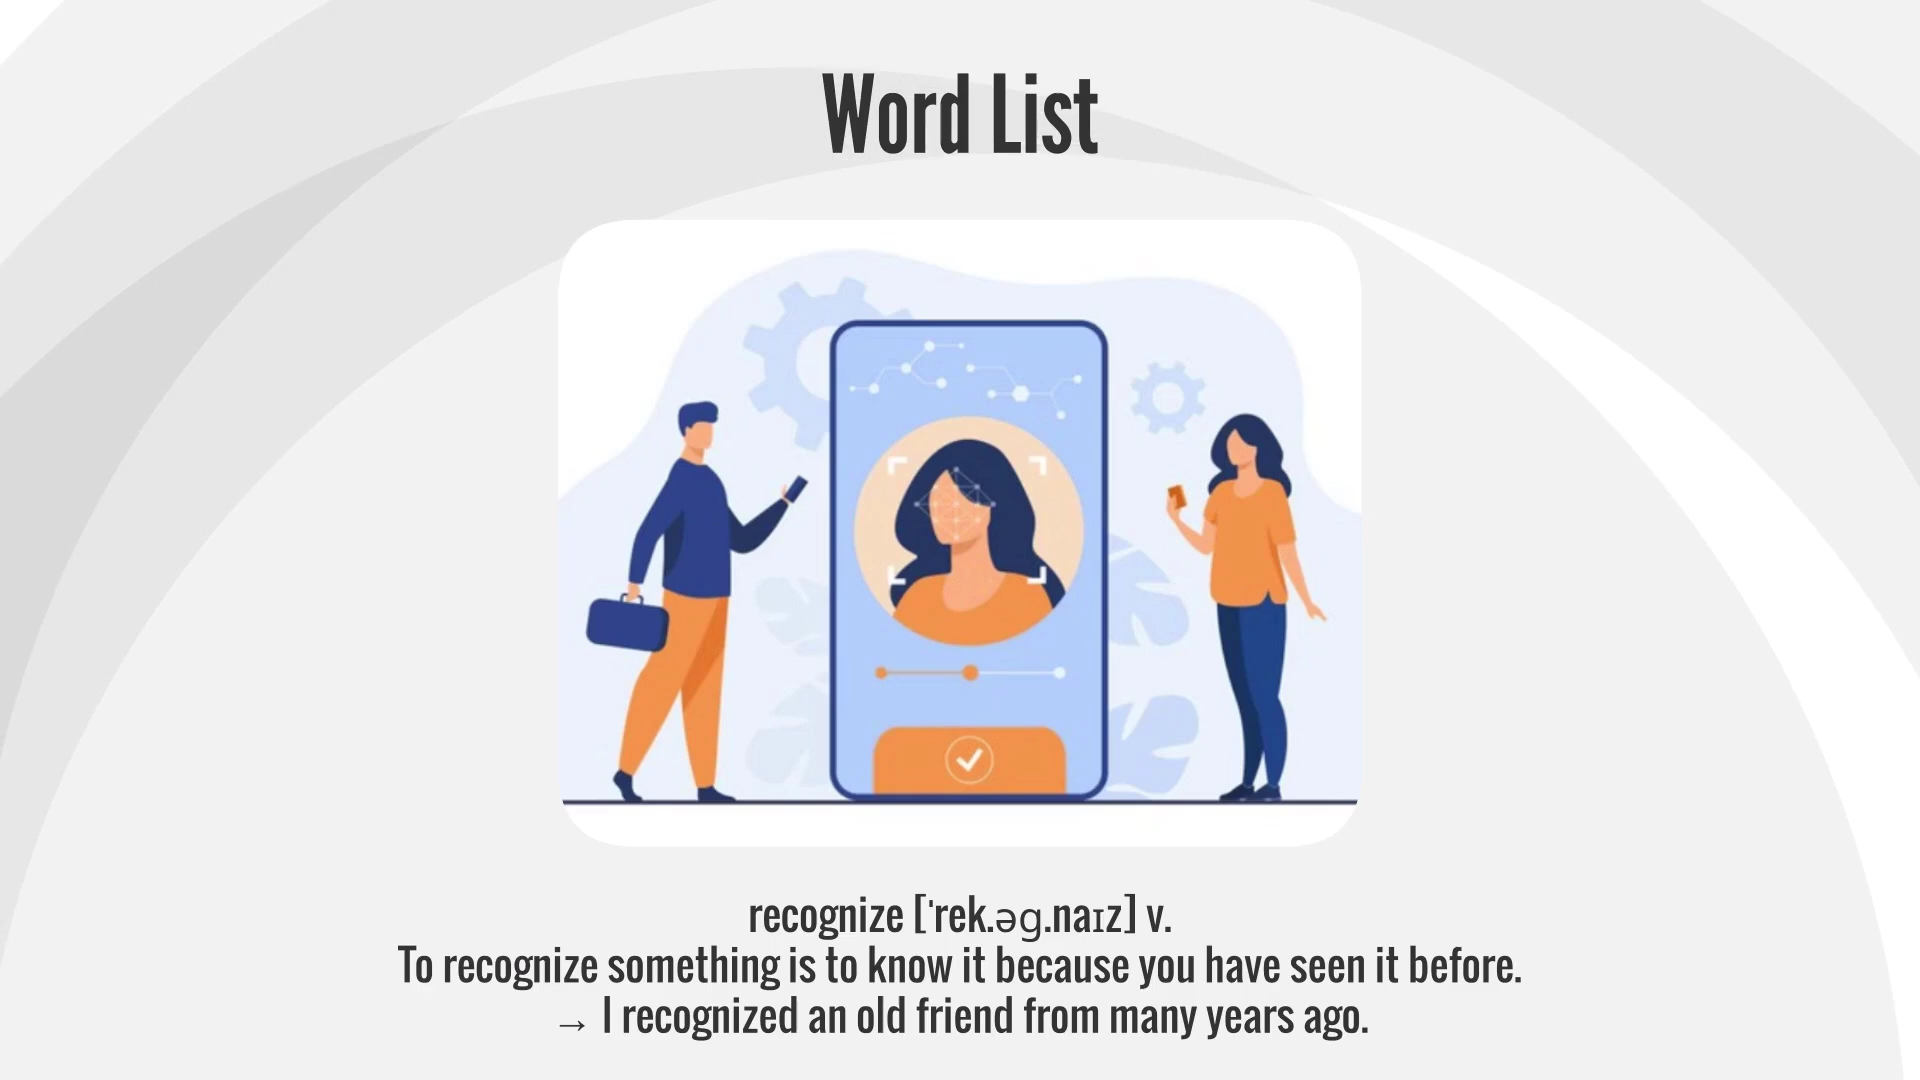 Word List
recognize [ˈrek.əg.naɪz] v.
To recognize something is to know it because you have seen it before.
→ I recognized an old friend from many years ago.